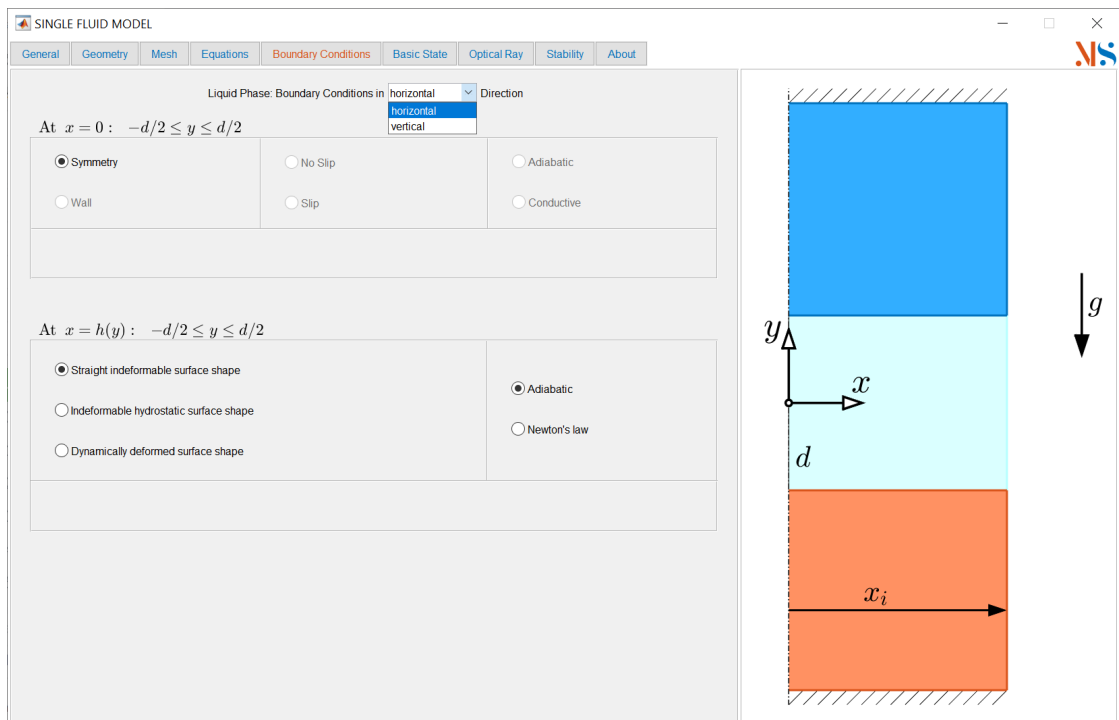 SINGLE FLUID MODEL
General Geometry Mesh Equations Boundary Conditions Basic State Optical Ray Stability About
MS
Liquid Phase: Boundary Conditions in horizontal Direction
horizontal
vertical
At x = 0 : −d/2 ≤ y ≤ d/2
Symmetry No Slip Adiabatic
Wall Slip Conductive
At x = h(y) : −d/2 ≤ y ≤ d/2
Straight indeformable surface shape
Adiabatic
Indeformable hydrostatic surface shape
Newton's law
Dynamically deformed surface shape
g
y
x
d
x_i